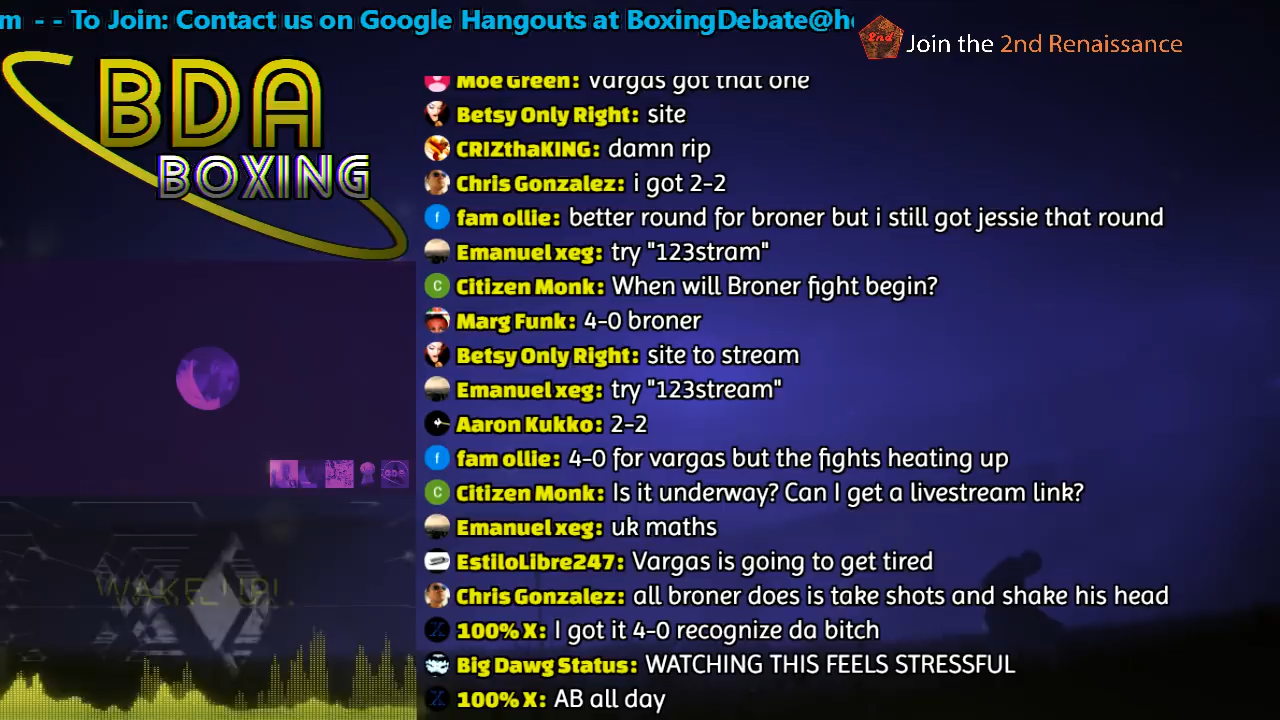 m - - To Join: Contact us on Google Hangouts at BoxingDebate@h
2nd
Join the 2nd Renaissance
BDA
BOXING
Moe Green: Vargas got that one
Betsy Only Right: site
CRIZthaKING: damn rip
Chris Gonzalez: i got 2-2
fam ollie: better round for broner but i still got jessie that round
Emanuel xeg: try "123stram"
Citizen Monk: When will Broner fight begin?
Marg Funk: 4-0 broner
Betsy Only Right: site to stream
Emanuel xeg: try "123stream"
Aaron Kukko: 2-2
fam ollie: 4-0 for vargas but the fights heating up
Citizen Monk: Is it underway? Can I get a livestream link?
Emanuel xeg: uk maths
EstiloLibre247: Vargas is going to get tired
Chris Gonzalez: all broner does is take shots and shake his head
100% X: I got it 4-0 recognize da bitch
Big Dawg Status: WATCHING THIS FEELS STRESSFUL
100% X: AB all day
WAKE UP!